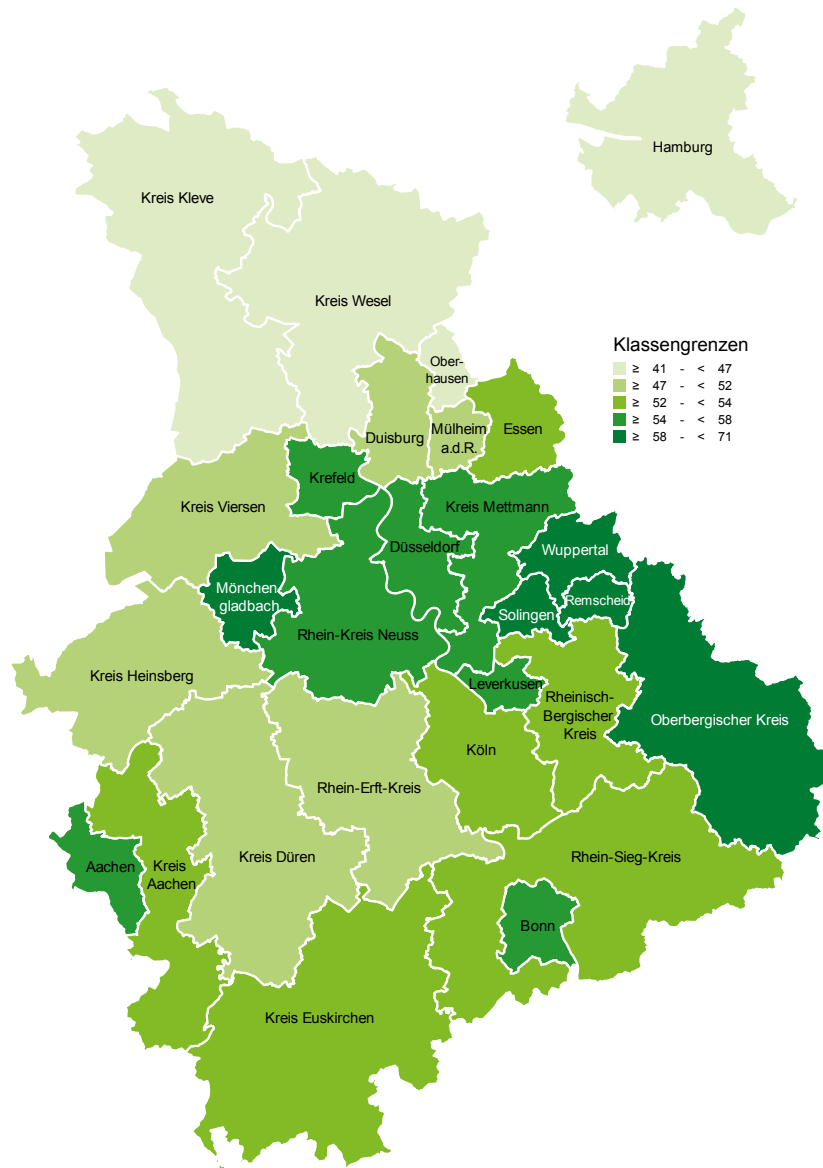 Hamburg
Kreis Kleve
Kreis Wesel
Klassengrenzen
≥ 41 - < 47
≥ 47 - < 52
≥ 52 - < 54
≥ 54 - < 58
≥ 58 - < 71
Ober-
hausen
Duisburg
Mülheim
a.d.R.
Essen
Krefeld
Kreis Viersen
Kreis Mettmann
Düsseldorf
Wuppertal
Mönchen
gladbach
Remscheid
Solingen
Rhein-Kreis Neuss
Kreis Heinsberg
Leverkusen
Rheinisch-
Bergischer
Kreis
Oberbergischer Kreis
Köln
Rhein-Erft-Kreis
Kreis Düren
Rhein-Sieg-Kreis
Aachen
Kreis
Aachen
Bonn
Kreis Euskirchen